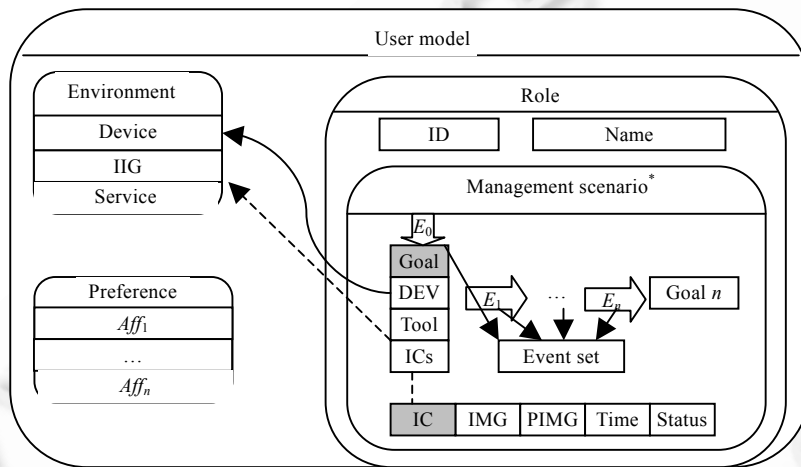 User model
Environment
Device
IIG
Service
Preference
Aff1
…
Affn
Role
ID
Name
Management scenario*
E0
Goal
DEV
Tool
ICs
E1
…
En
Goal n
Event set
IC IMG PIMG Time Status